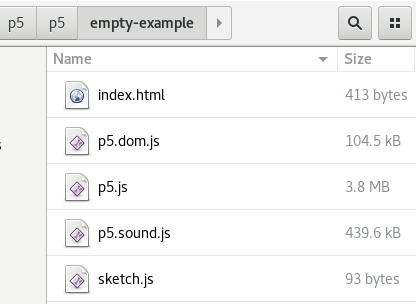 p5 p5 empty-example
Name Size
index.html 413 bytes
p5.dom.js 104.5 kB
p5.js 3.8 MB
p5.sound.js 439.6 kB
sketch.js 93 bytes